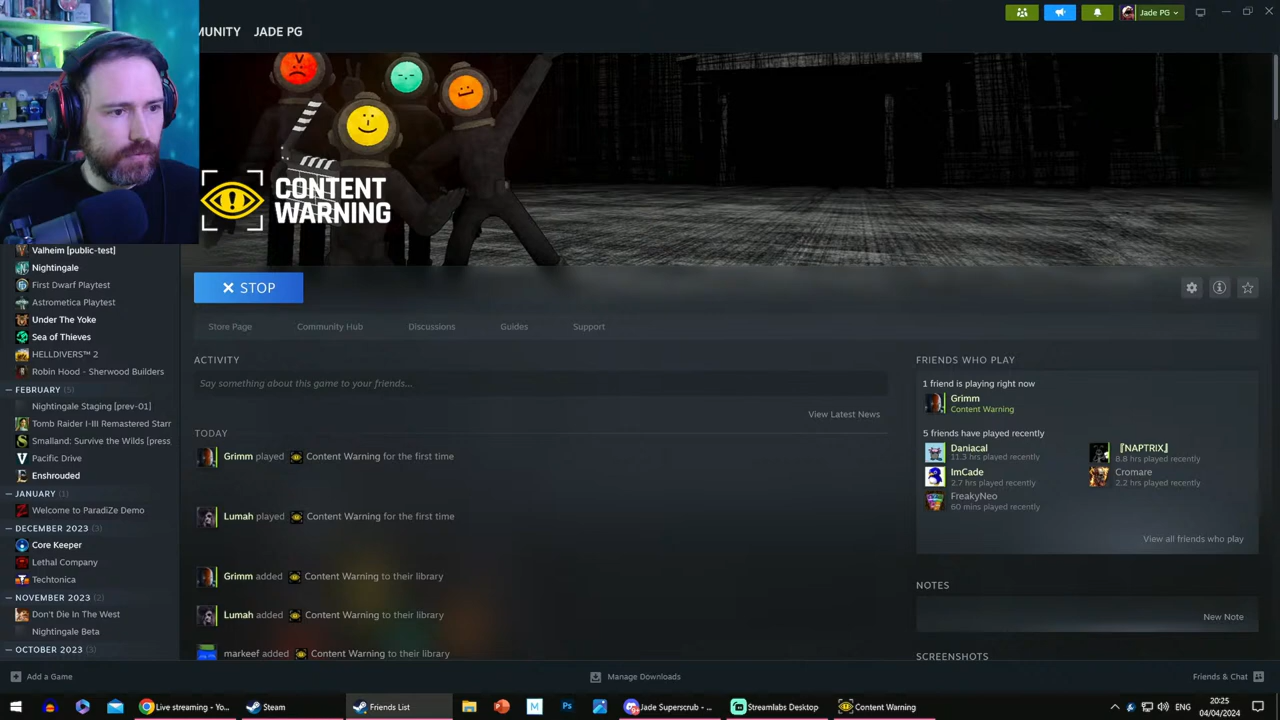 MUNITY JADE PG
Jade PG
CONTENT
WARNING
STOP
Store Page Community Hub Discussions Guides Support
ACTIVITY
Say something about this game to your friends...
View Latest News
TODAY
Grimm played Content Warning for the first time
Lumah played Content Warning for the first time
Grimm added Content Warning to their library
Lumah added Content Warning to their library
markeef added Content Warning to their library
FRIENDS WHO PLAY
1 friend is playing right now
Grimm
Content Warning
5 friends have played recently
Daniacal
11.3 hrs played recently
『NAPTRIX』
8.8 hrs played recently
ImCade
2.7 hrs played recently
Cromare
2.2 hrs played recently
FreakyNeo
60 mins played recently
View all friends who play
NOTES
New Note
SCREENSHOTS
Valheim [public-test]
Nightingale
First Dwarf Playtest
Astrometica Playtest
Under The Yoke
Sea of Thieves
HELLDIVERS™ 2
Robin Hood - Sherwood Builders
— FEBRUARY (5)
Nightingale Staging [prev-01]
Tomb Raider I-III Remastered Starr
Smalland: Survive the Wilds [press
Pacific Drive
Enshrouded
— JANUARY (1)
Welcome to ParadiZe Demo
— DECEMBER 2023 (3)
Core Keeper
Lethal Company
Techtonica
— NOVEMBER 2023 (2)
Don't Die In The West
Nightingale Beta
— OCTOBER 2023 (3)
Add a Game Manage Downloads Friends & Chat
Live streaming - Yo... Steam Friends List Jade Superscrub - ... Streamlabs Desktop Content Warning
20:25
04/04/2024